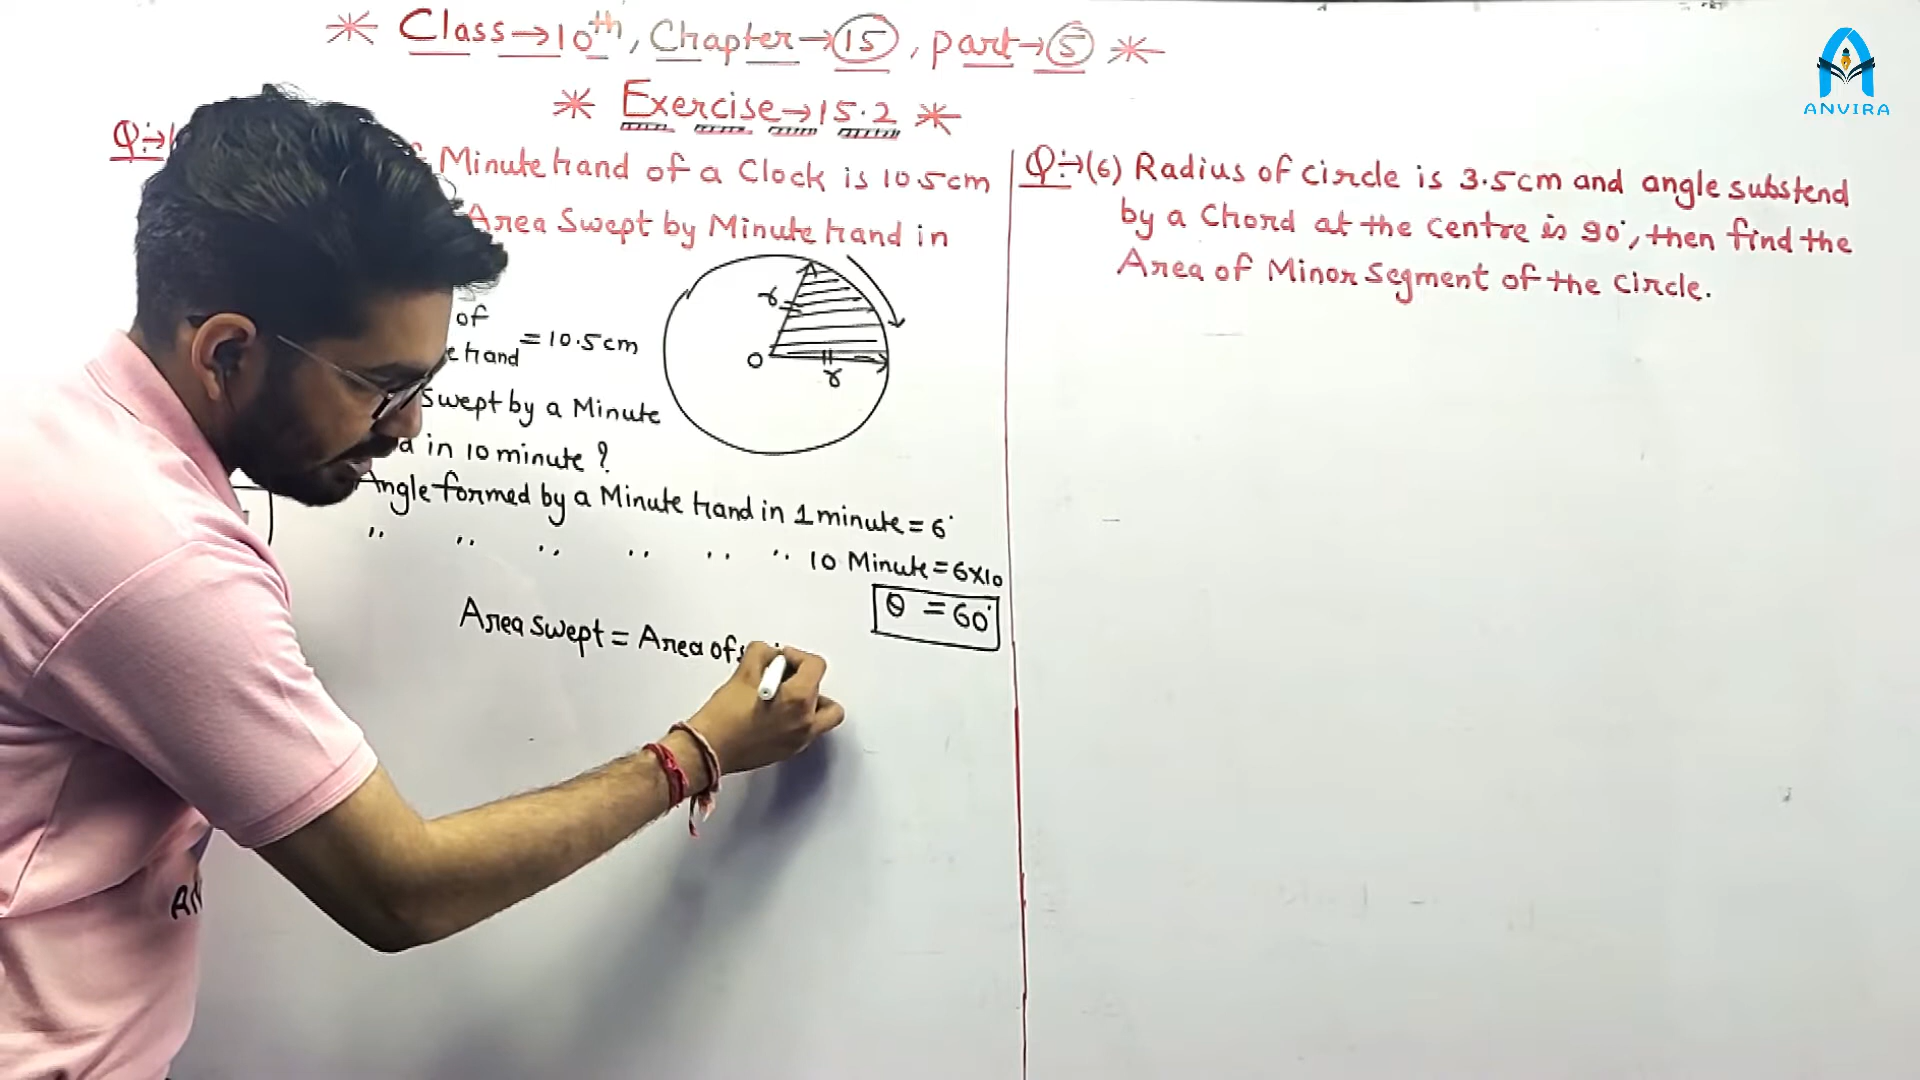 * Class→10th, Chapter→15, part→5 *
* Exercise→15.2 *
Minute hand of a Clock is 10.5cm
Area Swept by Minute hand in
of
hand = 10.5cm
r
O
r
Swept by a Minute
in 10 minute ?
Angle formed by a Minute hand in 1 minute = 6°
" " " " " " 10 Minute = 6×10
θ = 60°
Area swept = Area of
Q:→(6) Radius of circle is 3.5cm and angle substend
by a Chord at the centre is 90°, then find the
Area of Minor segment of the circle.
ANVIRA